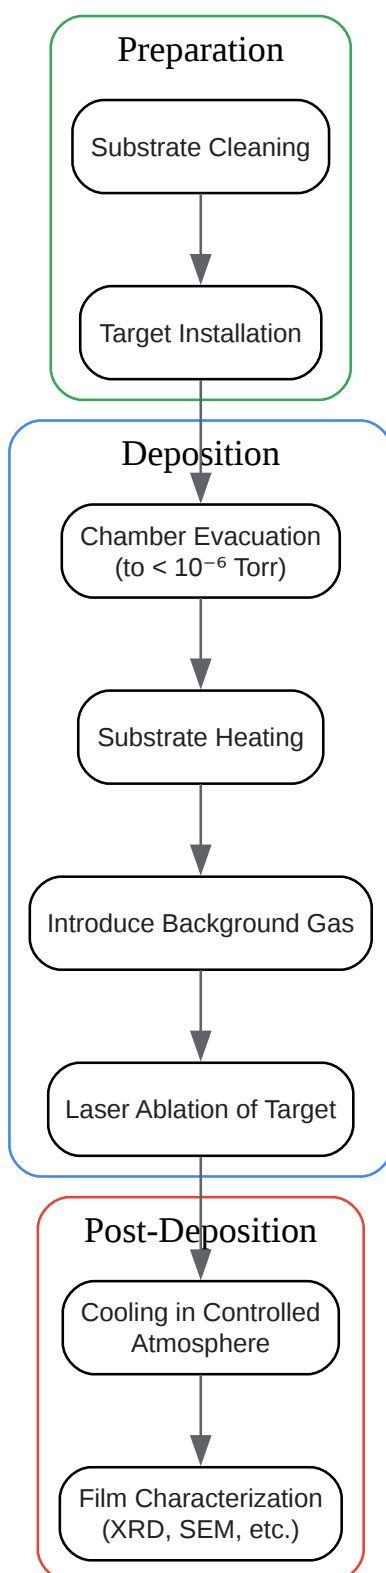 Preparation
Substrate Cleaning
Target Installation
Deposition
Chamber Evacuation
(to < 10⁻⁶ Torr)
Substrate Heating
Introduce Background Gas
Laser Ablation of Target
Post-Deposition
Cooling in Controlled
Atmosphere
Film Characterization
(XRD, SEM, etc.)